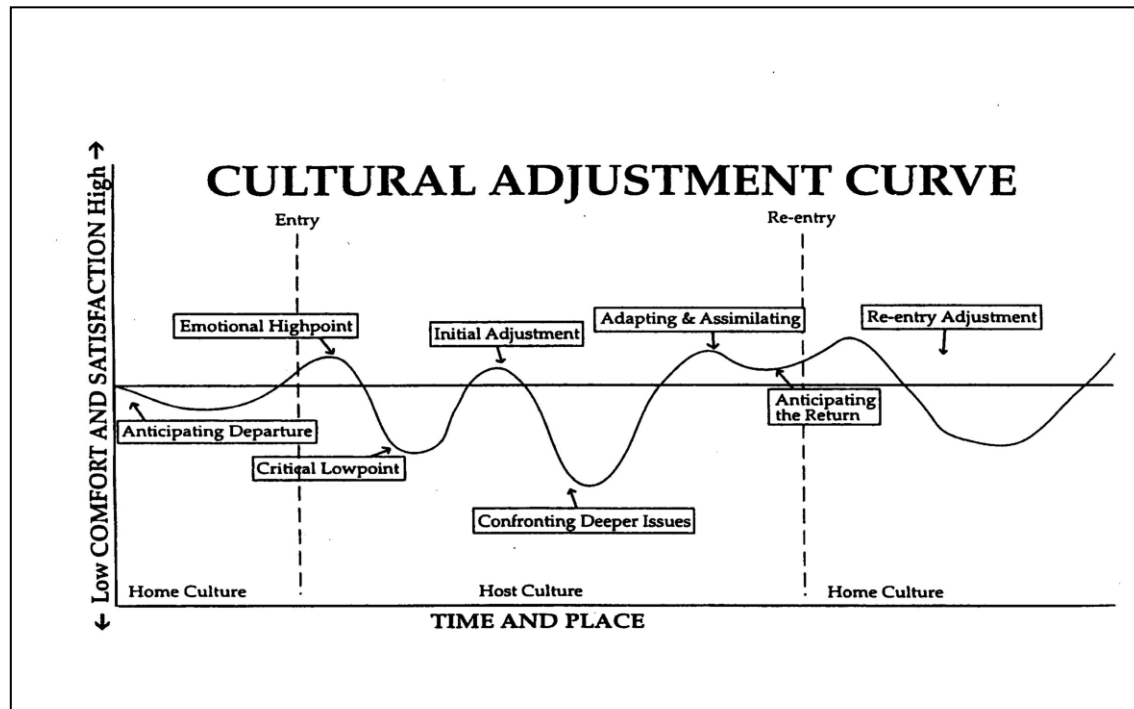 CULTURAL ADJUSTMENT CURVE
← Low COMFORT AND SATISFACTION High →
Entry
Re-entry
Emotional Highpoint
Initial Adjustment
Adapting & Assimilating
Re-entry Adjustment
Anticipating Departure
Critical Lowpoint
Anticipating
the Return
Confronting Deeper Issues
Home Culture
Host Culture
Home Culture
TIME AND PLACE